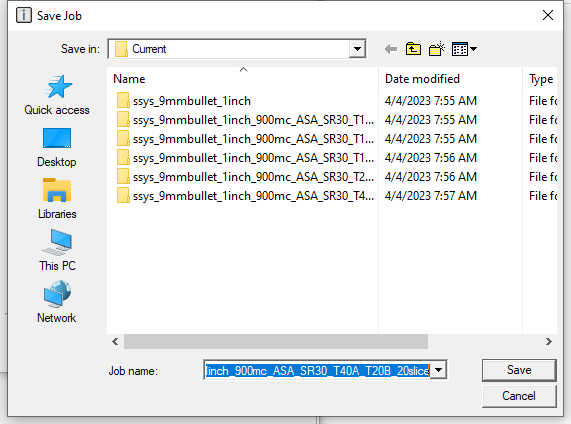 Save Job
Save in: Current
Name Date modified Type
ssys_9mmbullet_1inch 4/4/2023 7:55 AM File fo
ssys_9mmbullet_1inch_900mc_ASA_SR30_T1... 4/4/2023 7:55 AM File fo
ssys_9mmbullet_1inch_900mc_ASA_SR30_T1... 4/4/2023 7:55 AM File fo
ssys_9mmbullet_1inch_900mc_ASA_SR30_T1... 4/4/2023 7:56 AM File fo
ssys_9mmbullet_1inch_900mc_ASA_SR30_T2... 4/4/2023 7:56 AM File fo
ssys_9mmbullet_1inch_900mc_ASA_SR30_T4... 4/4/2023 7:57 AM File fo
Quick access
Desktop
Libraries
This PC
Network
Job name: 1inch_900mc_ASA_SR30_T40A_T20B_20slice
Save
Cancel